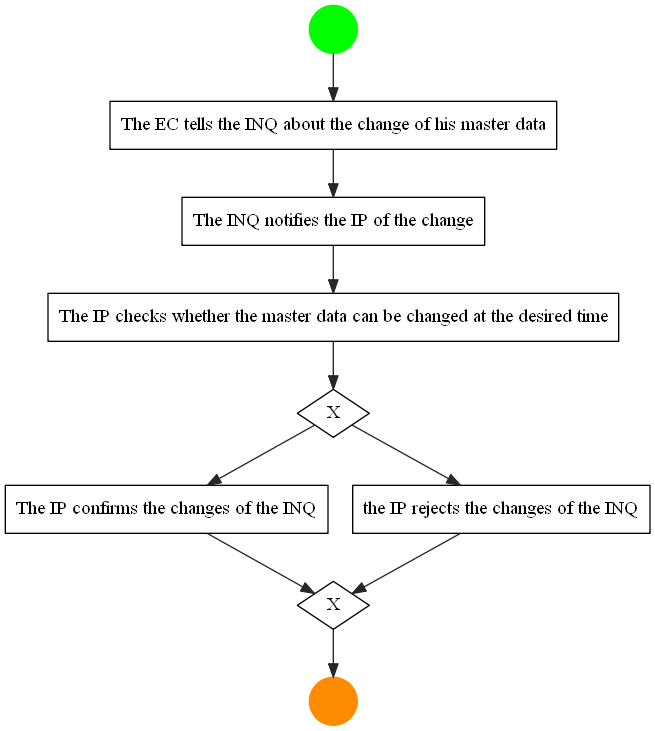 The EC tells the INQ about the change of his master data
The INQ notifies the IP of the change
The IP checks whether the master data can be changed at the desired time
X
The IP confirms the changes of the INQ
the IP rejects the changes of the INQ
X